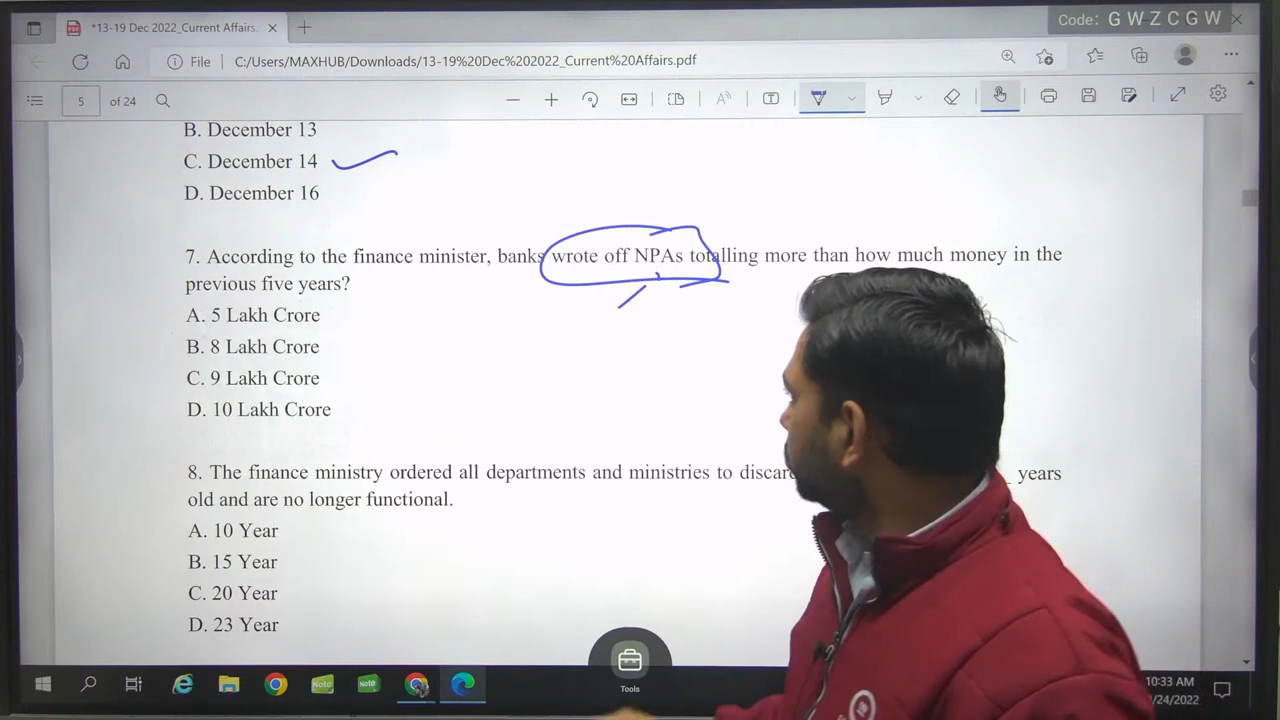 Code: G W Z C G W
*13-19 Dec 2022_Current Affairs.
File C:/Users/MAXHUB/Downloads/13-19%20Dec%202022_Current%20Affairs.pdf
5 of 24
B. December 13
C. December 14
D. December 16
7. According to the finance minister, banks wrote off NPAs totalling more than how much money in the
previous five years?
A. 5 Lakh Crore
B. 8 Lakh Crore
C. 9 Lakh Crore
D. 10 Lakh Crore
8. The finance ministry ordered all departments and ministries to years
old and are no longer functional.
A. 10 Year
B. 15 Year
C. 20 Year
D. 23 Year
Tools
Note Note
10:33 AM
/24/2022